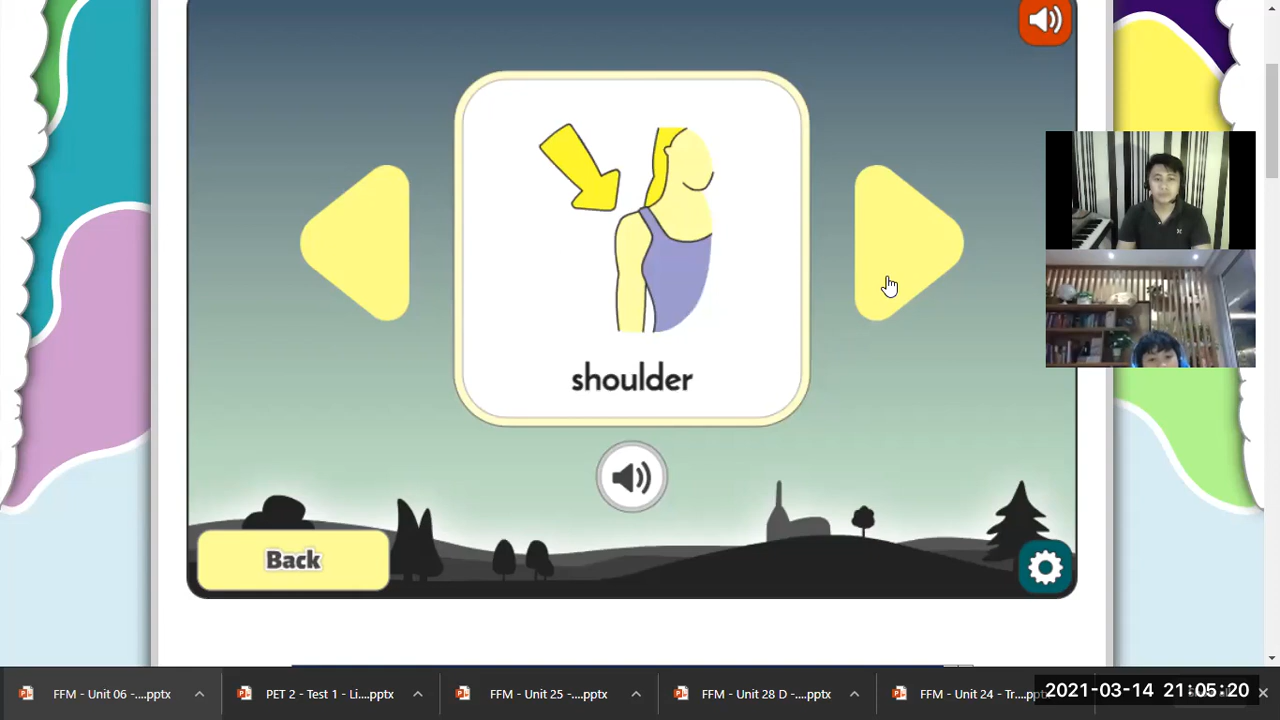 shoulder
Back
FFM - Unit 06 -....pptx
PET 2 - Test 1 - Li....pptx
FFM - Unit 25 -....pptx
FFM - Unit 28 D -....pptx
FFM - Unit 24 - Tr....pptx
2021-03-14 21:05:20